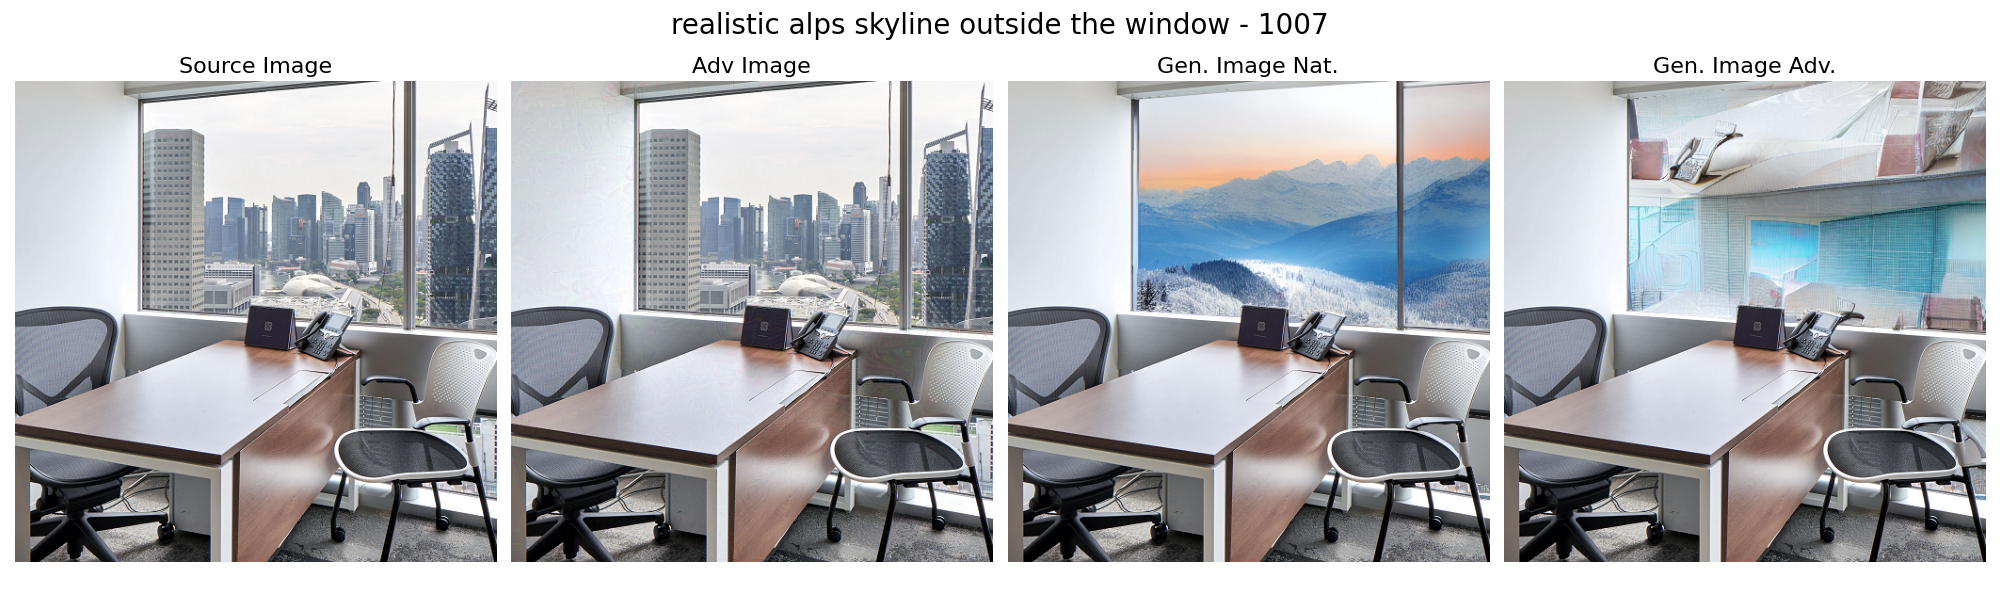 realistic alps skyline outside the window - 1007
Source Image
Adv Image
Gen. Image Nat.
Gen. Image Adv.